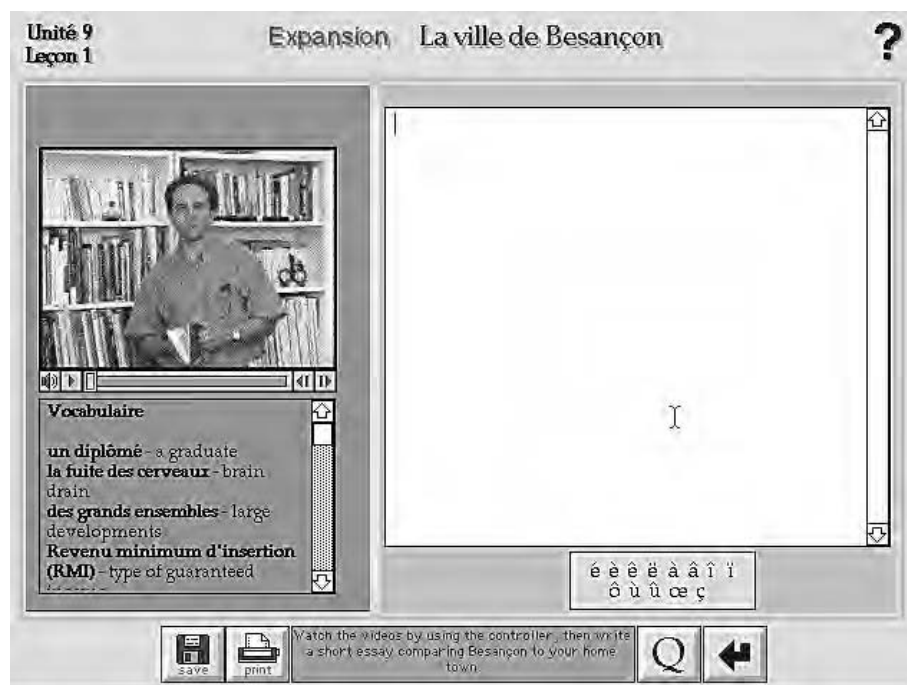 Unité 9
Leçon 1
Expansion La ville de Besançon
?
Vocabulaire
un diplômé - a graduate
la fuite des cerveaux - brain
drain
des grands ensembles - large
developments
Revenu minimum d'insertion
(RMI) - type of guaranteed
é è ê ë à â î ï
ô ù û œ ç
save
print
Watch the videos by using the controller, then write
a short essay comparing Besançon to your home
town
Q